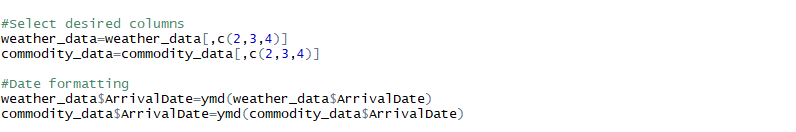 #Select desired columns
weather_data=weather_data[,c(2,3,4)]
commodity_data=commodity_data[,c(2,3,4)]
#Date formatting
weather_data$ArrivalDate=ymd(weather_data$ArrivalDate)
commodity_data$ArrivalDate=ymd(commodity_data$ArrivalDate)